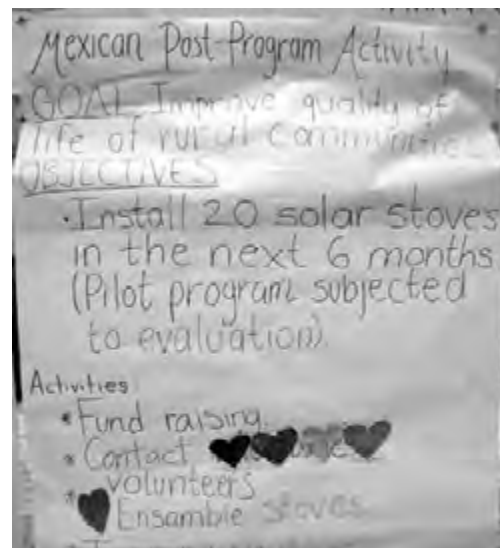 Mexican Post-Program Activity
GOAL Improve quality of
life of rural Communities
OBJECTIVES
·Install 20 solar stoves
in the next 6 months
(Pilot program subjected
to evaluation).
Activities
* Fund raising.
* Contact
* volunteers
Ensamble stoves